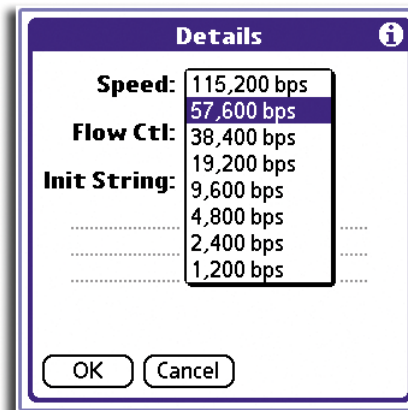 Details
Speed: 115,200 bps
57,600 bps
Flow Ctl: 38,400 bps
19,200 bps
Init String: 9,600 bps
4,800 bps
2,400 bps
1,200 bps
OK Cancel